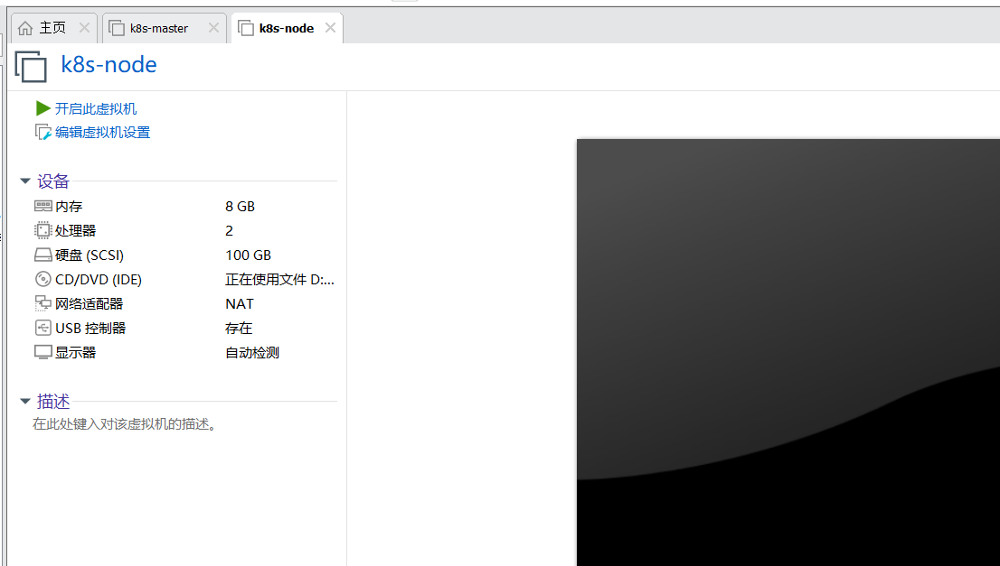 主页 k8s-master k8s-node
k8s-node
开启此虚拟机
编辑虚拟机设置
设备
内存 8 GB
处理器 2
硬盘 (SCSI) 100 GB
CD/DVD (IDE) 正在使用文件 D:...
网络适配器 NAT
USB 控制器 存在
显示器 自动检测
描述
在此处键入对该虚拟机的描述。